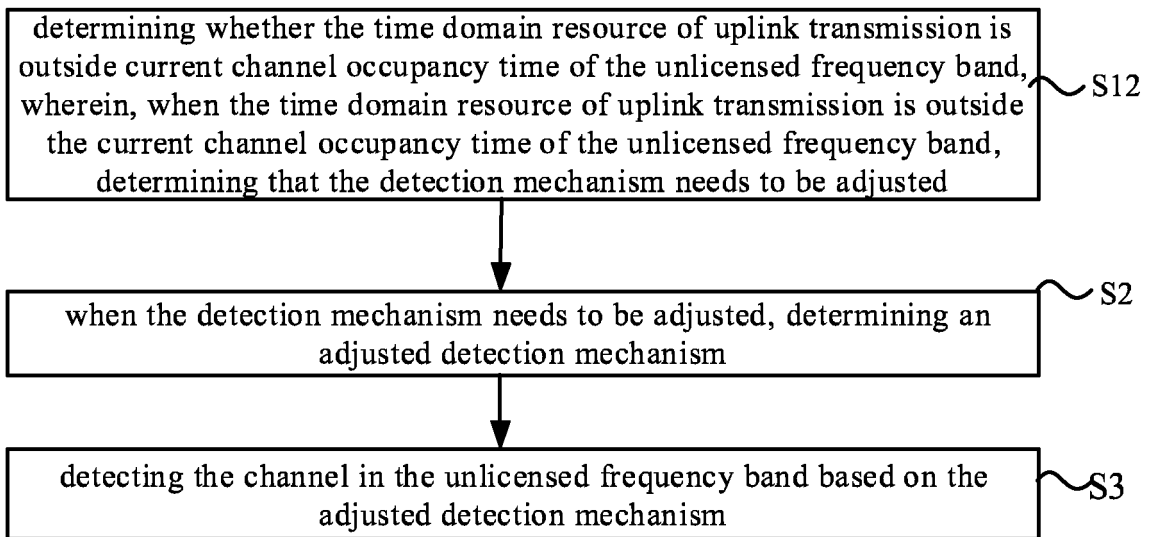 determining whether the time domain resource of uplink transmission is
outside current channel occupancy time of the unlicensed frequency band,
wherein, when the time domain resource of uplink transmission is outside
the current channel occupancy time of the unlicensed frequency band,
determining that the detection mechanism needs to be adjusted
S12
when the detection mechanism needs to be adjusted, determining an
adjusted detection mechanism
S2
detecting the channel in the unlicensed frequency band based on the
adjusted detection mechanism
S3